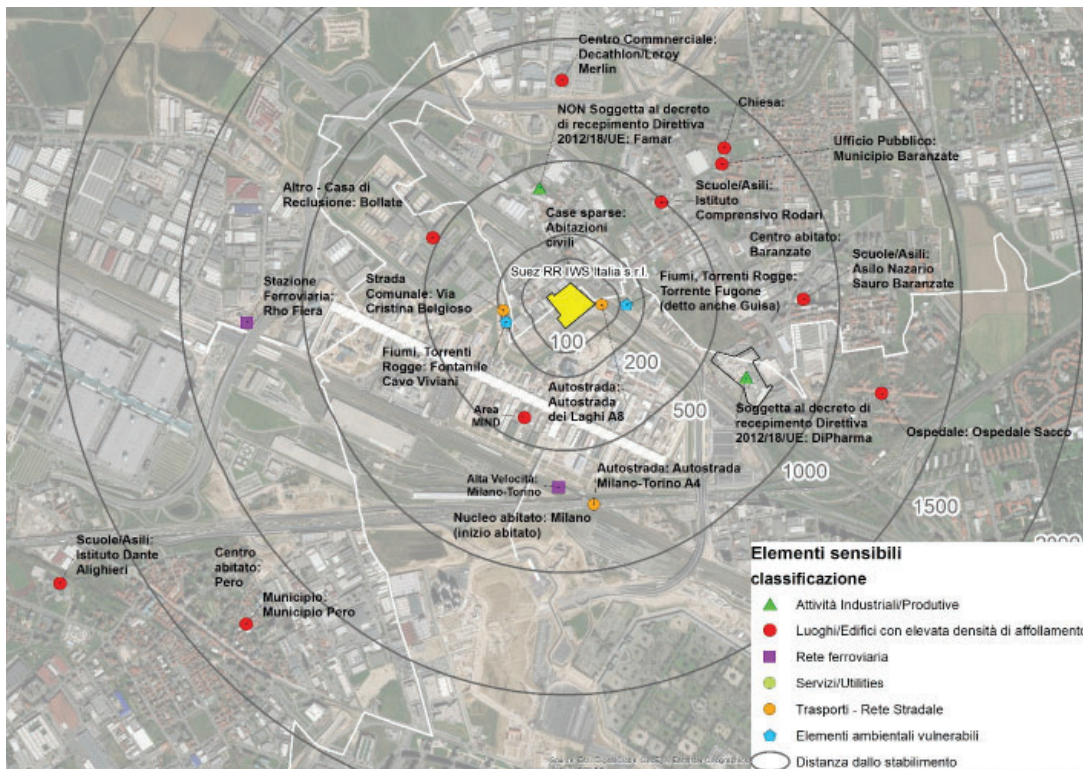 Centro Commnerciale:
Decathlon/Leroy
Merlin
NON Soggetta al decreto
di recepimento Direttiva
2012/18/UE: Famar
Chiesa:
Ufficio Pubblico:
Municipio Baranzate
Altro - Casa di
Reclusione: Bollate
Case sparse:
Abitazioni
civili
Scuole/Asili:
Istituto
Comprensivo Rodari
Centro abitato:
Baranzate
Scuole/Asili:
Asilo Nazario
Sauro Baranzate
Suez RR IWS Italia s.r.l.
Fiumi, Torrenti Rogge:
Torrente Fugone
(detto anche Guisa)
Stazione
Ferroviaria:
Rho Fiera
Strada
Comunale: Via
Cristina Belgioso
100
200
Fiumi, Torrenti
Rogge: Fontanile
Cavo Viviani
Autostrada:
Autostrada
dei Laghi A8
Area
MIND
500
Soggetta al decreto di
recepimento Direttiva
2012/18/UE: DiPharma
Ospedale: Ospedale Sacco
1000
1500
Alta Velocità:
Milano-Torino
Autostrada: Autostrada
Milano-Torino A4
Nucleo abitato: Milano
(inizio abitato)
Scuole/Asili:
Istituto Dante
Alighieri
Centro
abitato:
Pero
Municipio:
Municipio Pero
Elementi sensibili
classificazione
Attività Industriali/Produtive
Luoghi/Edifici con elevata densità di affollamento
Rete ferroviaria
Servizi/Utilities
Trasporti - Rete Stradale
Elementi ambientali vulnerabili
Distanza dallo stabilimento